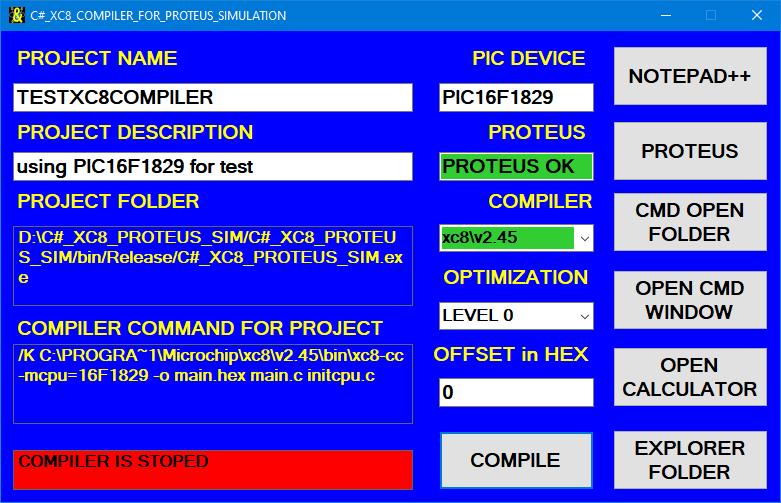 C#_XC8_COMPILER_FOR_PROTEUS_SIMULATION
PROJECT NAME
TESTXC8COMPILER
PROJECT DESCRIPTION
using PIC16F1829 for test
PROJECT FOLDER
D:\C#_XC8_PROTEUS_SIM/C#_XC8_PROTEU
S_SIM/bin/Release/C#_XC8_PROTEUS_SIM.ex
e
COMPILER COMMAND FOR PROJECT
/K C:\PROGRA~1\Microchip\xc8\v2.45\bin\xc8-cc
-mcpu=16F1829 -o main.hex main.c initcpu.c
COMPILER IS STOPED
PIC DEVICE
PIC16F1829
PROTEUS
PROTEUS OK
COMPILER
xc8\v2.45
OPTIMIZATION
LEVEL 0
OFFSET in HEX
0
COMPILE
NOTEPAD++
PROTEUS
CMD OPEN
FOLDER
OPEN CMD
WINDOW
OPEN
CALCULATOR
EXPLORER
FOLDER